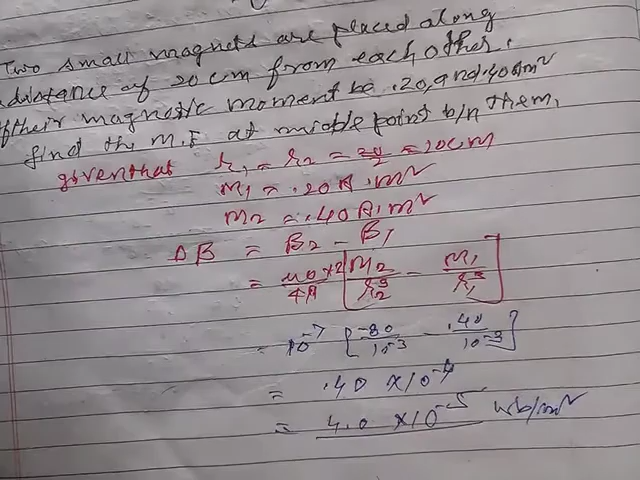 Two small magnets are placed along
a distance of 20 cm from each other.
If their magnetic moment be .20, and .40 Am²
find the M.F at middle point b/n them,
given that r₁ = r₂ = 20/2 = 10cm
M₁ = .20 A.m²
M₂ = .40 A.m²
ΔB = B₂ - B₁
= μ0×2/4π [M₂/r₂³ - M₁/r₁³]
= 10⁻⁷ [.80/10⁻³ - .40/10⁻³]
= .40 × 10⁻⁴
= 4.0 × 10⁻⁵ wb/m²